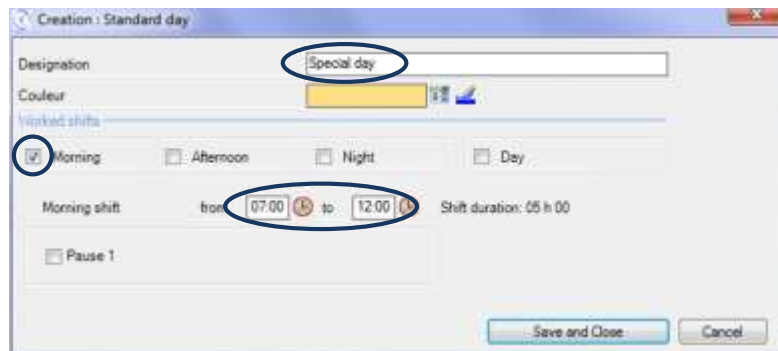 Creation : Standard day
Designation Special day
Couleur
Worked shifts
Morning Afternoon Night Day
Morning shift from 07:00 to 12:00 Shift duration: 05 h 00
Pause 1
Save and Close Cancel